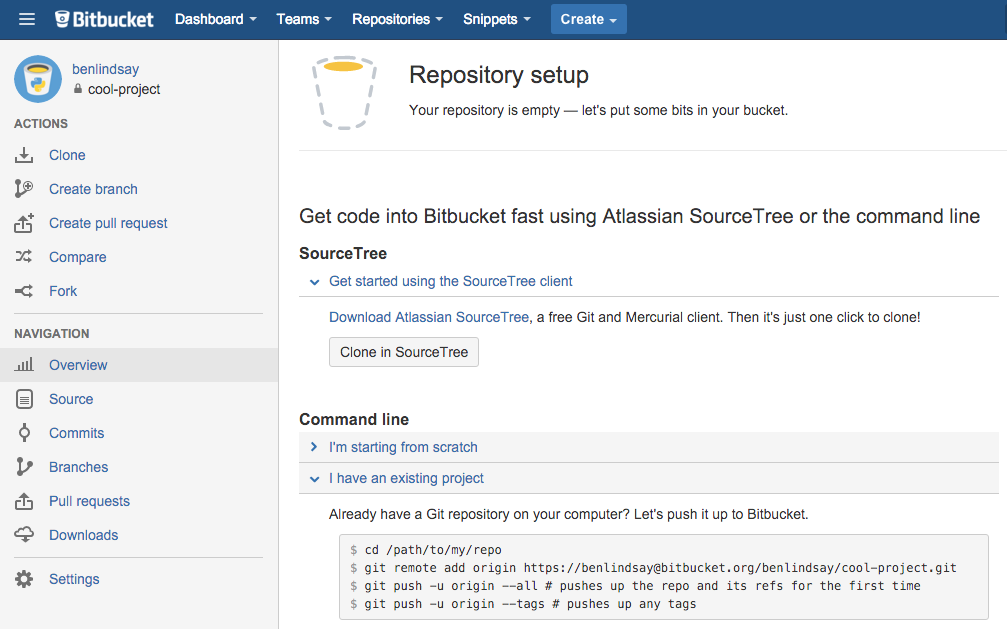 Bitbucket Dashboard Teams Repositories Snippets Create
benlindsay
cool-project
ACTIONS
Clone
Create branch
Create pull request
Compare
Fork
NAVIGATION
Overview
Source
Commits
Branches
Pull requests
Downloads
Settings
Repository setup
Your repository is empty — let's put some bits in your bucket.
Get code into Bitbucket fast using Atlassian SourceTree or the command line
SourceTree
Get started using the SourceTree client
Download Atlassian SourceTree, a free Git and Mercurial client. Then it's just one click to clone!
Clone in SourceTree
Command line
I'm starting from scratch
I have an existing project
Already have a Git repository on your computer? Let's push it up to Bitbucket.
$ cd /path/to/my/repo
$ git remote add origin https://benlindsay@bitbucket.org/benlindsay/cool-project.git
$ git push -u origin --all # pushes up the repo and its refs for the first time
$ git push -u origin --tags # pushes up any tags